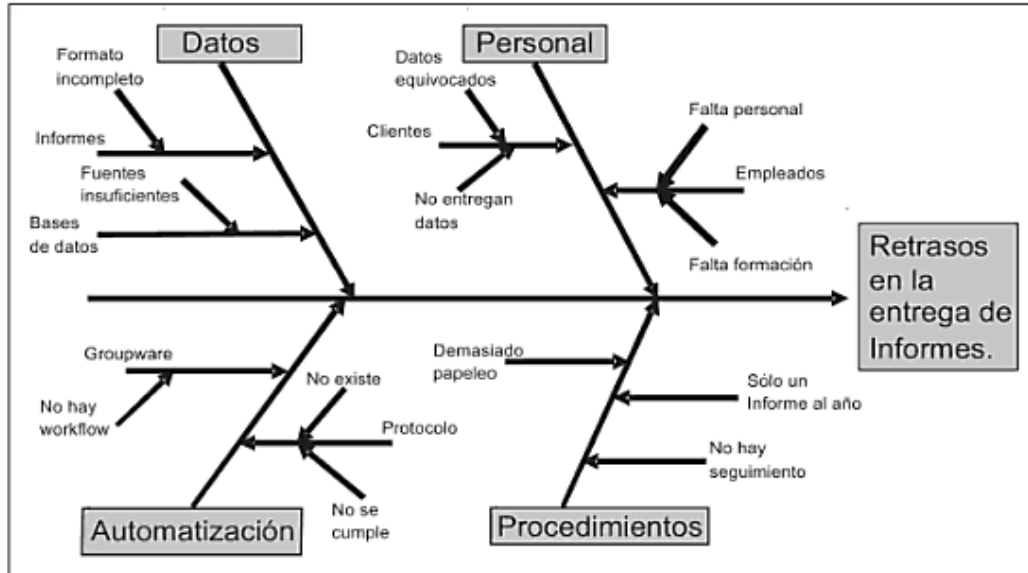 Datos
Personal
Formato
incompleto
Informes
Fuentes
insuficientes
Bases
de datos
Datos
equivocados
Clientes
No entregan
datos
Falta personal
Empleados
Falta formación
Retrasos
en la
entrega de
Informes.
Groupware
No hay
workflow
No existe
Protocolo
No se
cumple
Demasiado
papeleo
Sólo un
Informe al año
No hay
seguimiento
Automatización
Procedimientos